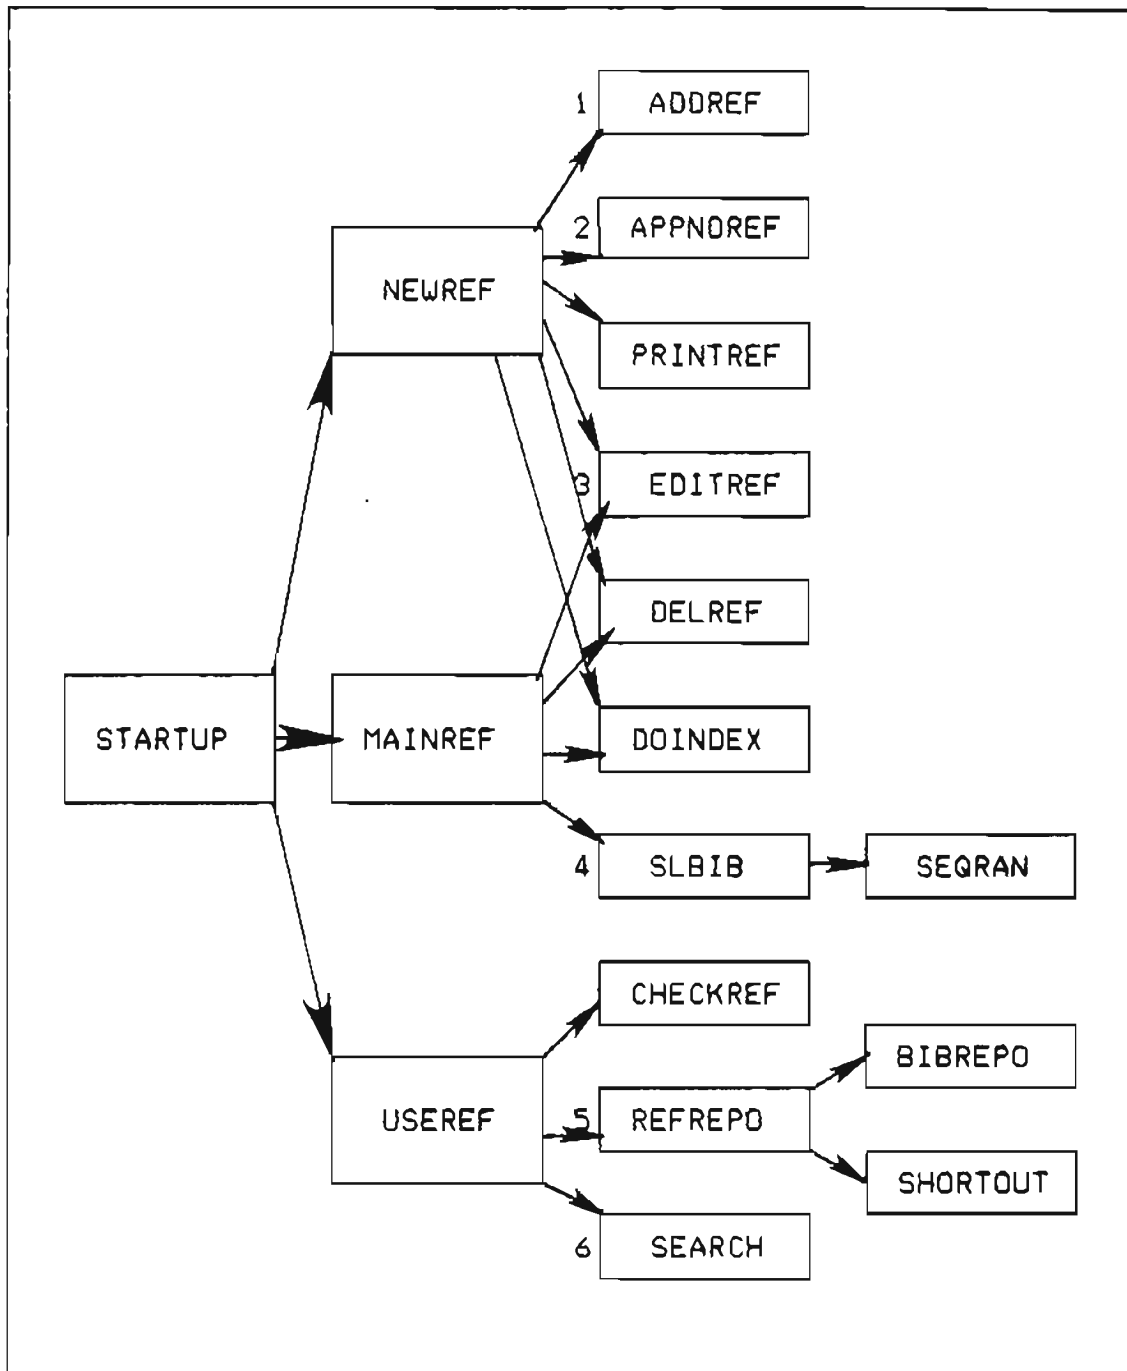 1 ADDREF
2 APPNDREF
NEWREF
PRINTREF
3 EDITREF
DELREF
STARTUP
MAINREF
DOINDEX
4 SLBIB
SEQRAN
CHECKREF
BIBREPO
USEREF
5 REFREPO
SHORTOUT
6 SEARCH